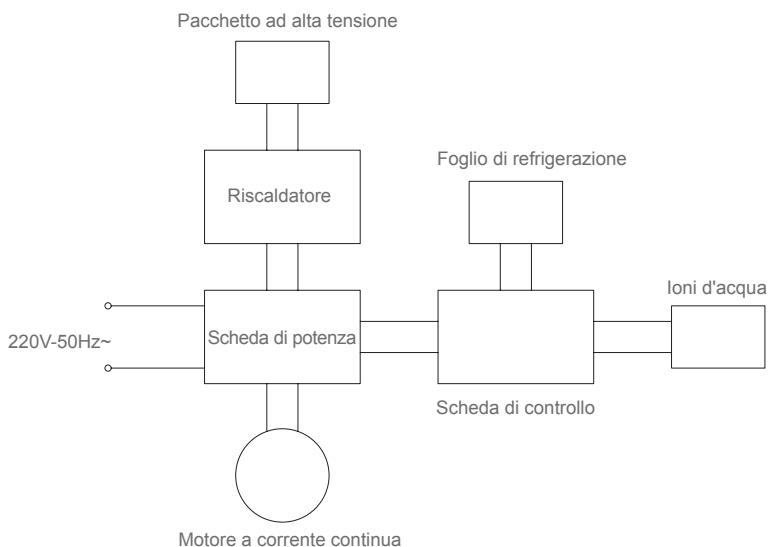 Pacchetto ad alta tensione
Foglio di refrigerazione
Riscaldatore
Ioni d'acqua
220V-50Hz~
Scheda di potenza
Scheda di controllo
Motore a corrente continua